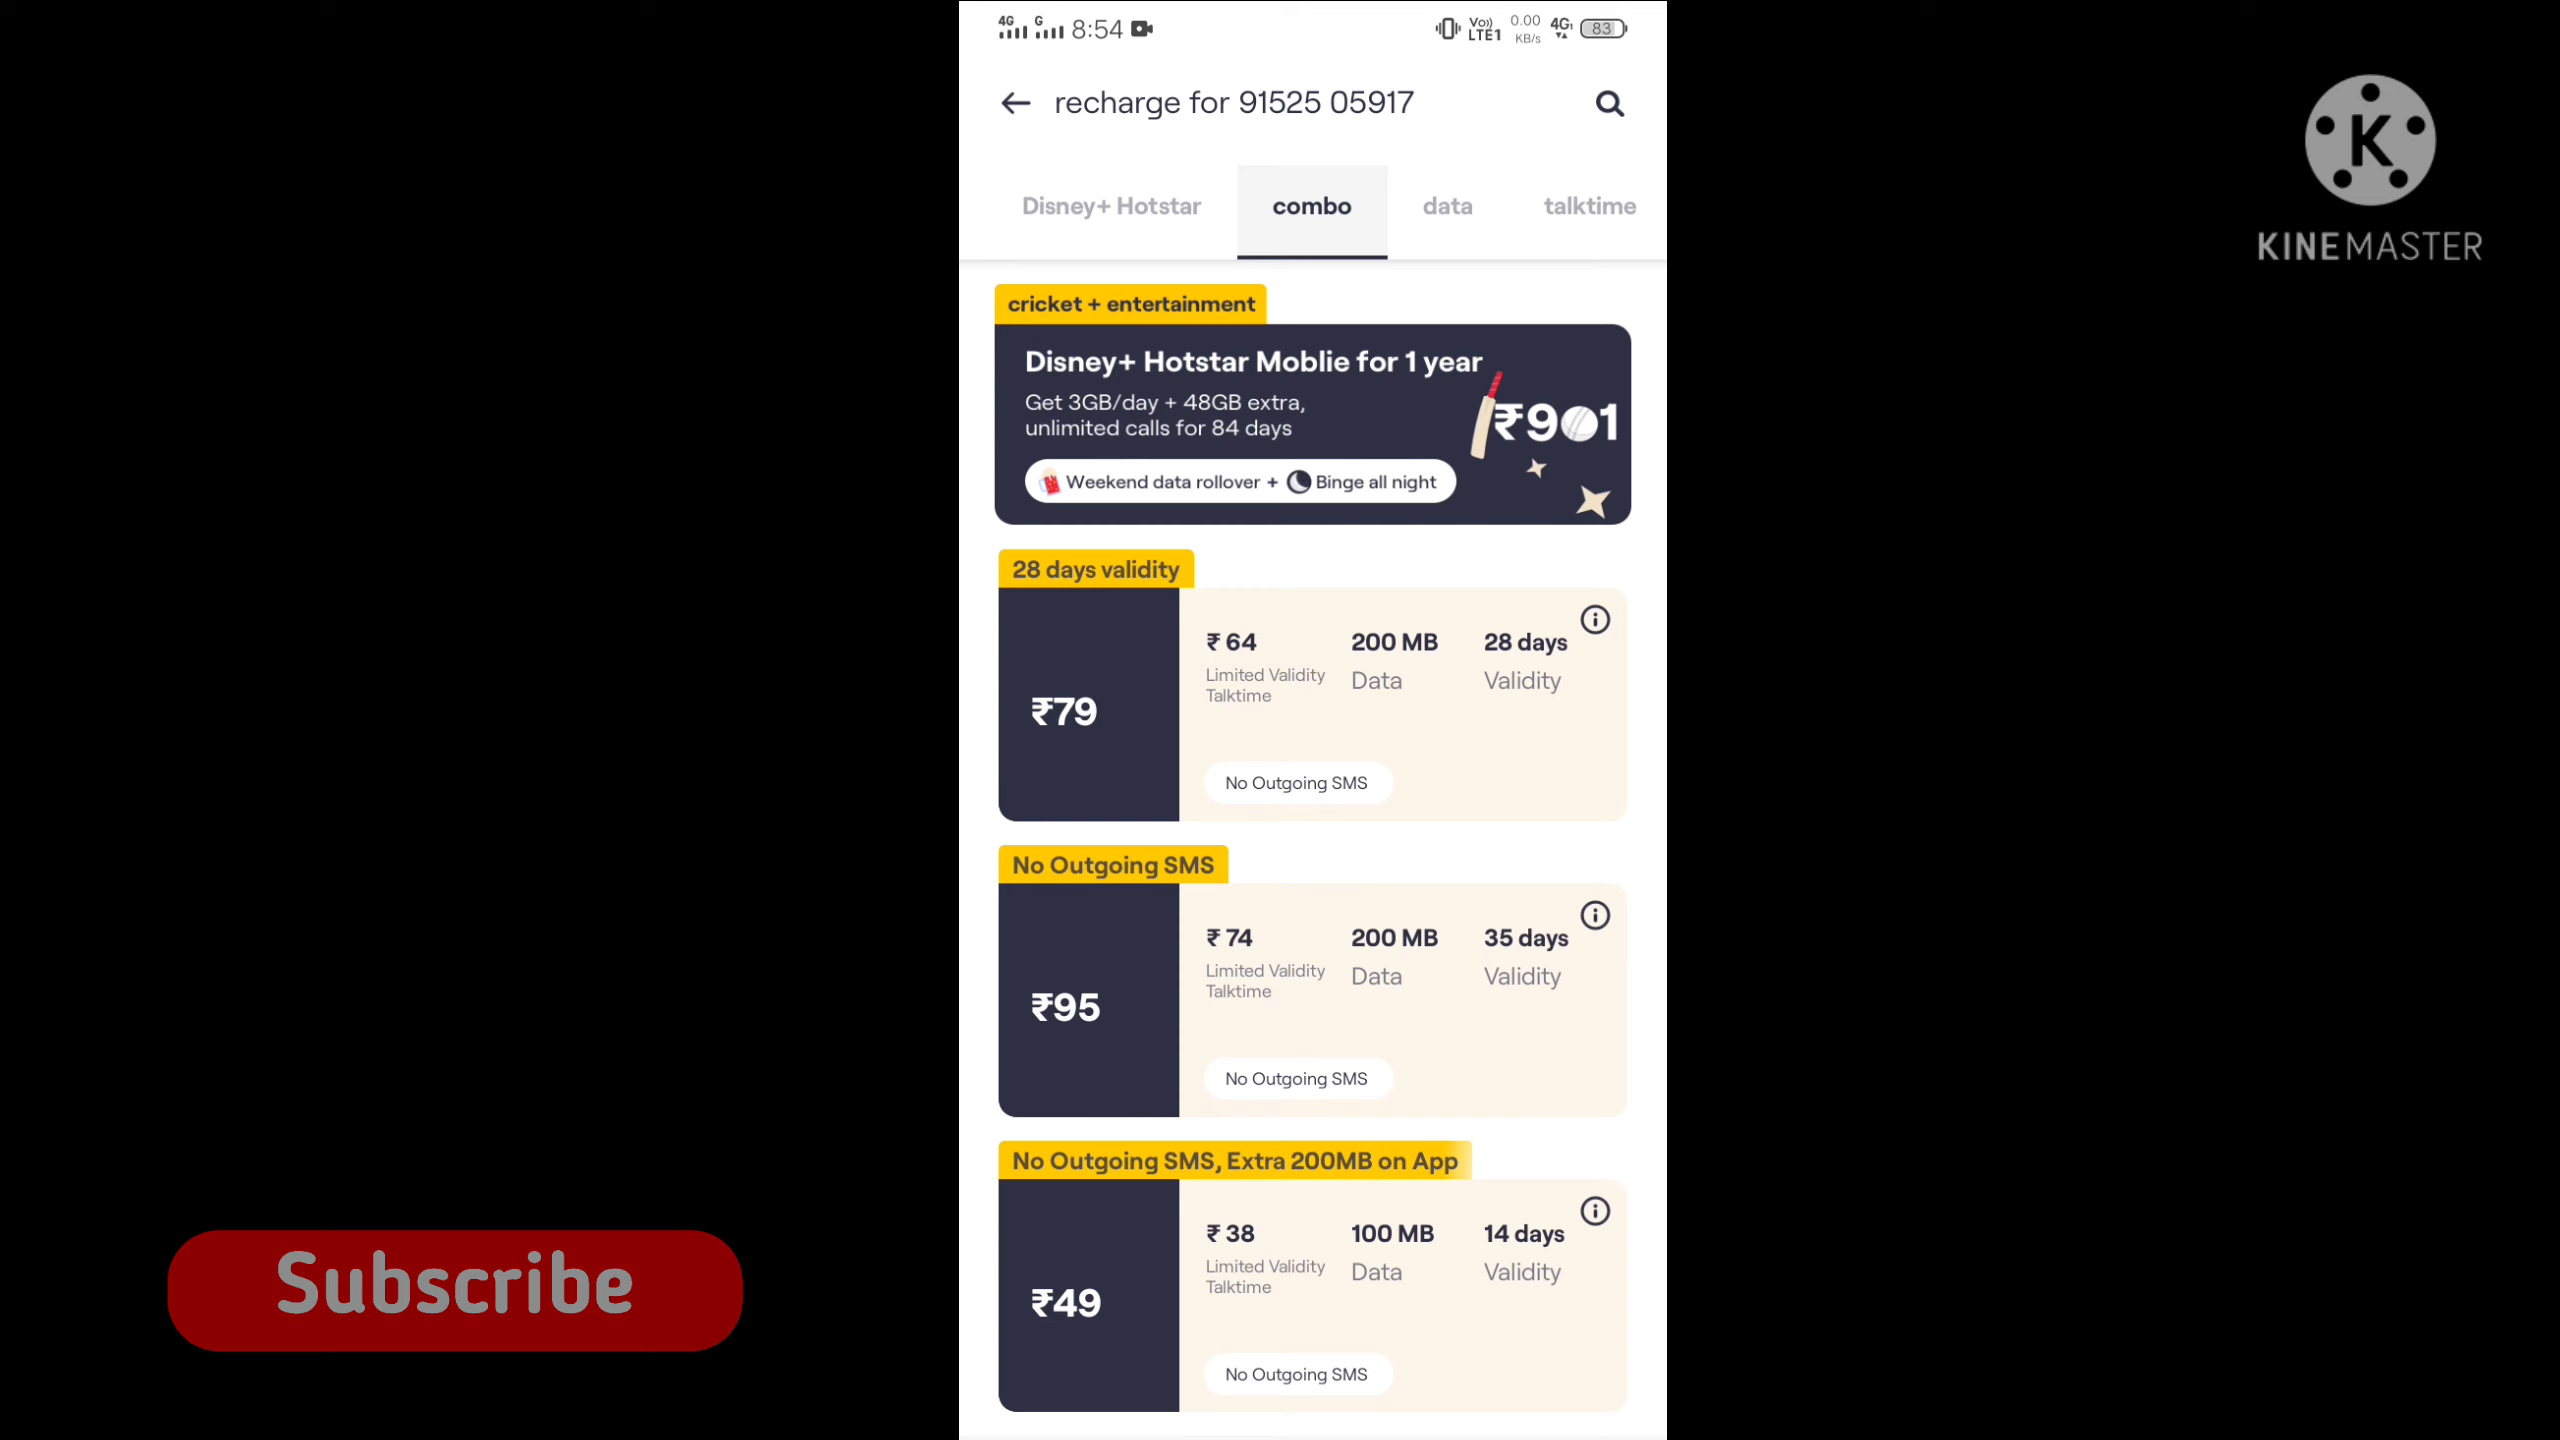 4G G 8:54 Vo)) LTE1 0.00 KB/s 4G1 83
recharge for 91525 05917
Disney+ Hotstar combo data talktime
cricket + entertainment
Disney+ Hotstar Moblie for 1 year
Get 3GB/day + 48GB extra,
unlimited calls for 84 days
₹901
Weekend data rollover + Binge all night
28 days validity
₹79
₹ 64 200 MB 28 days
Limited Validity Talktime Data Validity
No Outgoing SMS
No Outgoing SMS
₹95
₹ 74 200 MB 35 days
Limited Validity Talktime Data Validity
No Outgoing SMS
No Outgoing SMS, Extra 200MB on App
₹49
₹ 38 100 MB 14 days
Limited Validity Talktime Data Validity
No Outgoing SMS
K
KINEMASTER
Subscribe